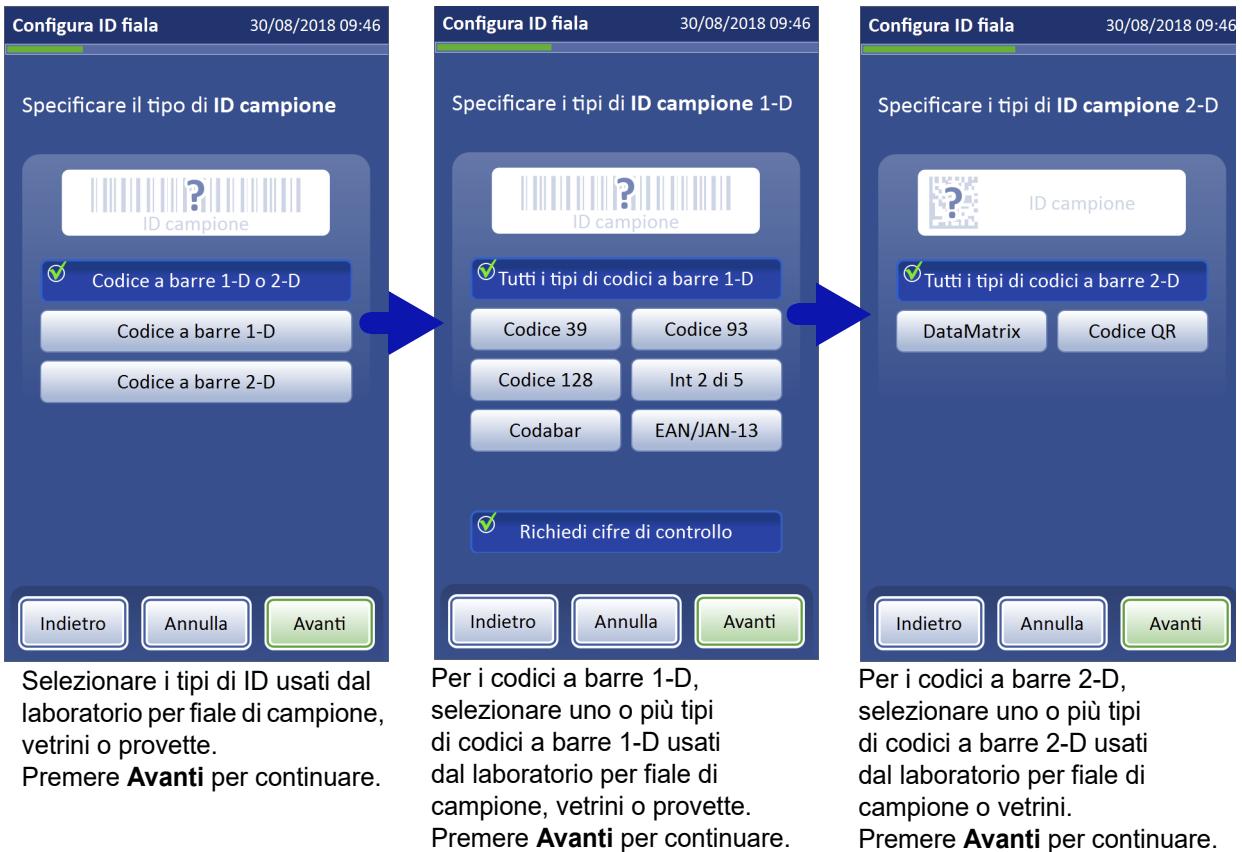 Configura ID fiala 30/08/2018 09:46
Specificare il tipo di ID campione
?
ID campione
Codice a barre 1-D o 2-D
Codice a barre 1-D
Codice a barre 2-D
Indietro Annulla Avanti
Selezionare i tipi di ID usati dal
laboratorio per fiale di campione,
vetrini o provette.
Premere Avanti per continuare.
Configura ID fiala 30/08/2018 09:46
Specificare i tipi di ID campione 1-D
?
ID campione
Tutti i tipi di codici a barre 1-D
Codice 39 Codice 93
Codice 128 Int 2 di 5
Codabar EAN/JAN-13
Richiedi cifre di controllo
Indietro Annulla Avanti
Per i codici a barre 1-D,
selezionare uno o più tipi
di codici a barre 1-D usati
dal laboratorio per fiale di
campione, vetrini o provette.
Premere Avanti per continuare.
Configura ID fiala 30/08/2018 09:46
Specificare i tipi di ID campione 2-D
? ID campione
Tutti i tipi di codici a barre 2-D
DataMatrix Codice QR
Indietro Annulla Avanti
Per i codici a barre 2-D,
selezionare uno o più tipi
di codici a barre 2-D usati
dal laboratorio per fiale di
campione o vetrini.
Premere Avanti per continuare.